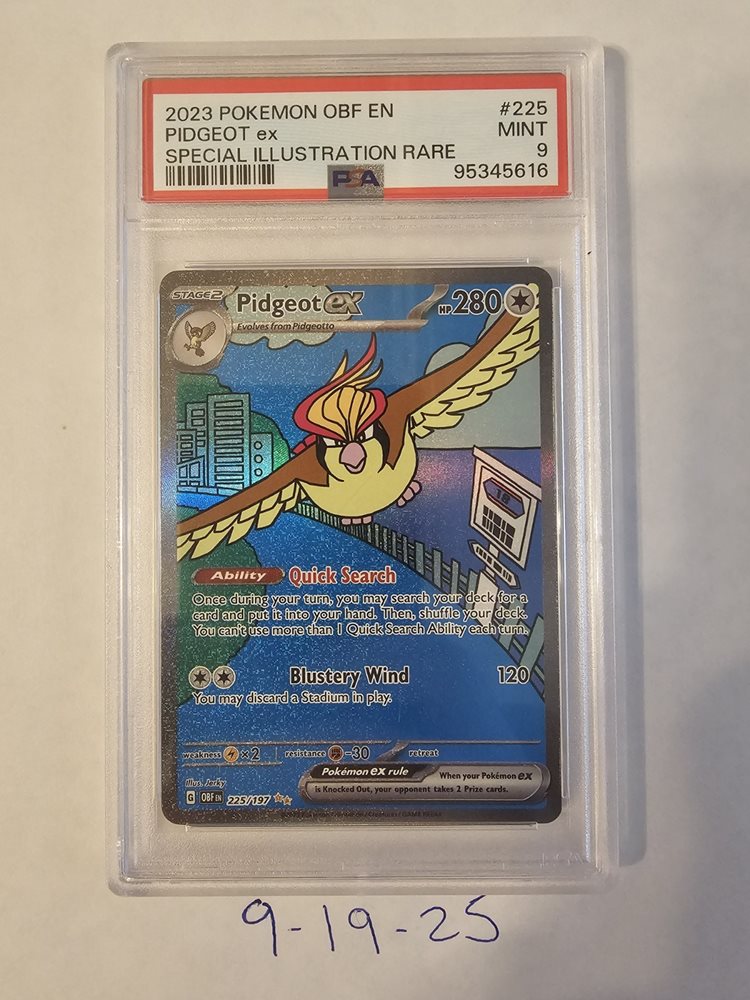 2023 POKEMON OBF EN #225
PIDGEOT ex MINT
SPECIAL ILLUSTRATION RARE 9
PSA 95345616
STAGE2 Pidgeot ex HP280
Evolves from Pidgeotto
Ability Quick Search
Once during your turn, you may search your deck for a
card and put it into your hand. Then, shuffle your deck.
You can't use more than 1 Quick Search Ability each turn.
Blustery Wind 120
You may discard a Stadium in play.
weakness ×2 resistance -30 retreat
Pokémon ex rule When your Pokémon ex
is Knocked Out, your opponent takes 2 Prize cards.
Illus. Jerky
G OBF EN 225/197
9-19-25